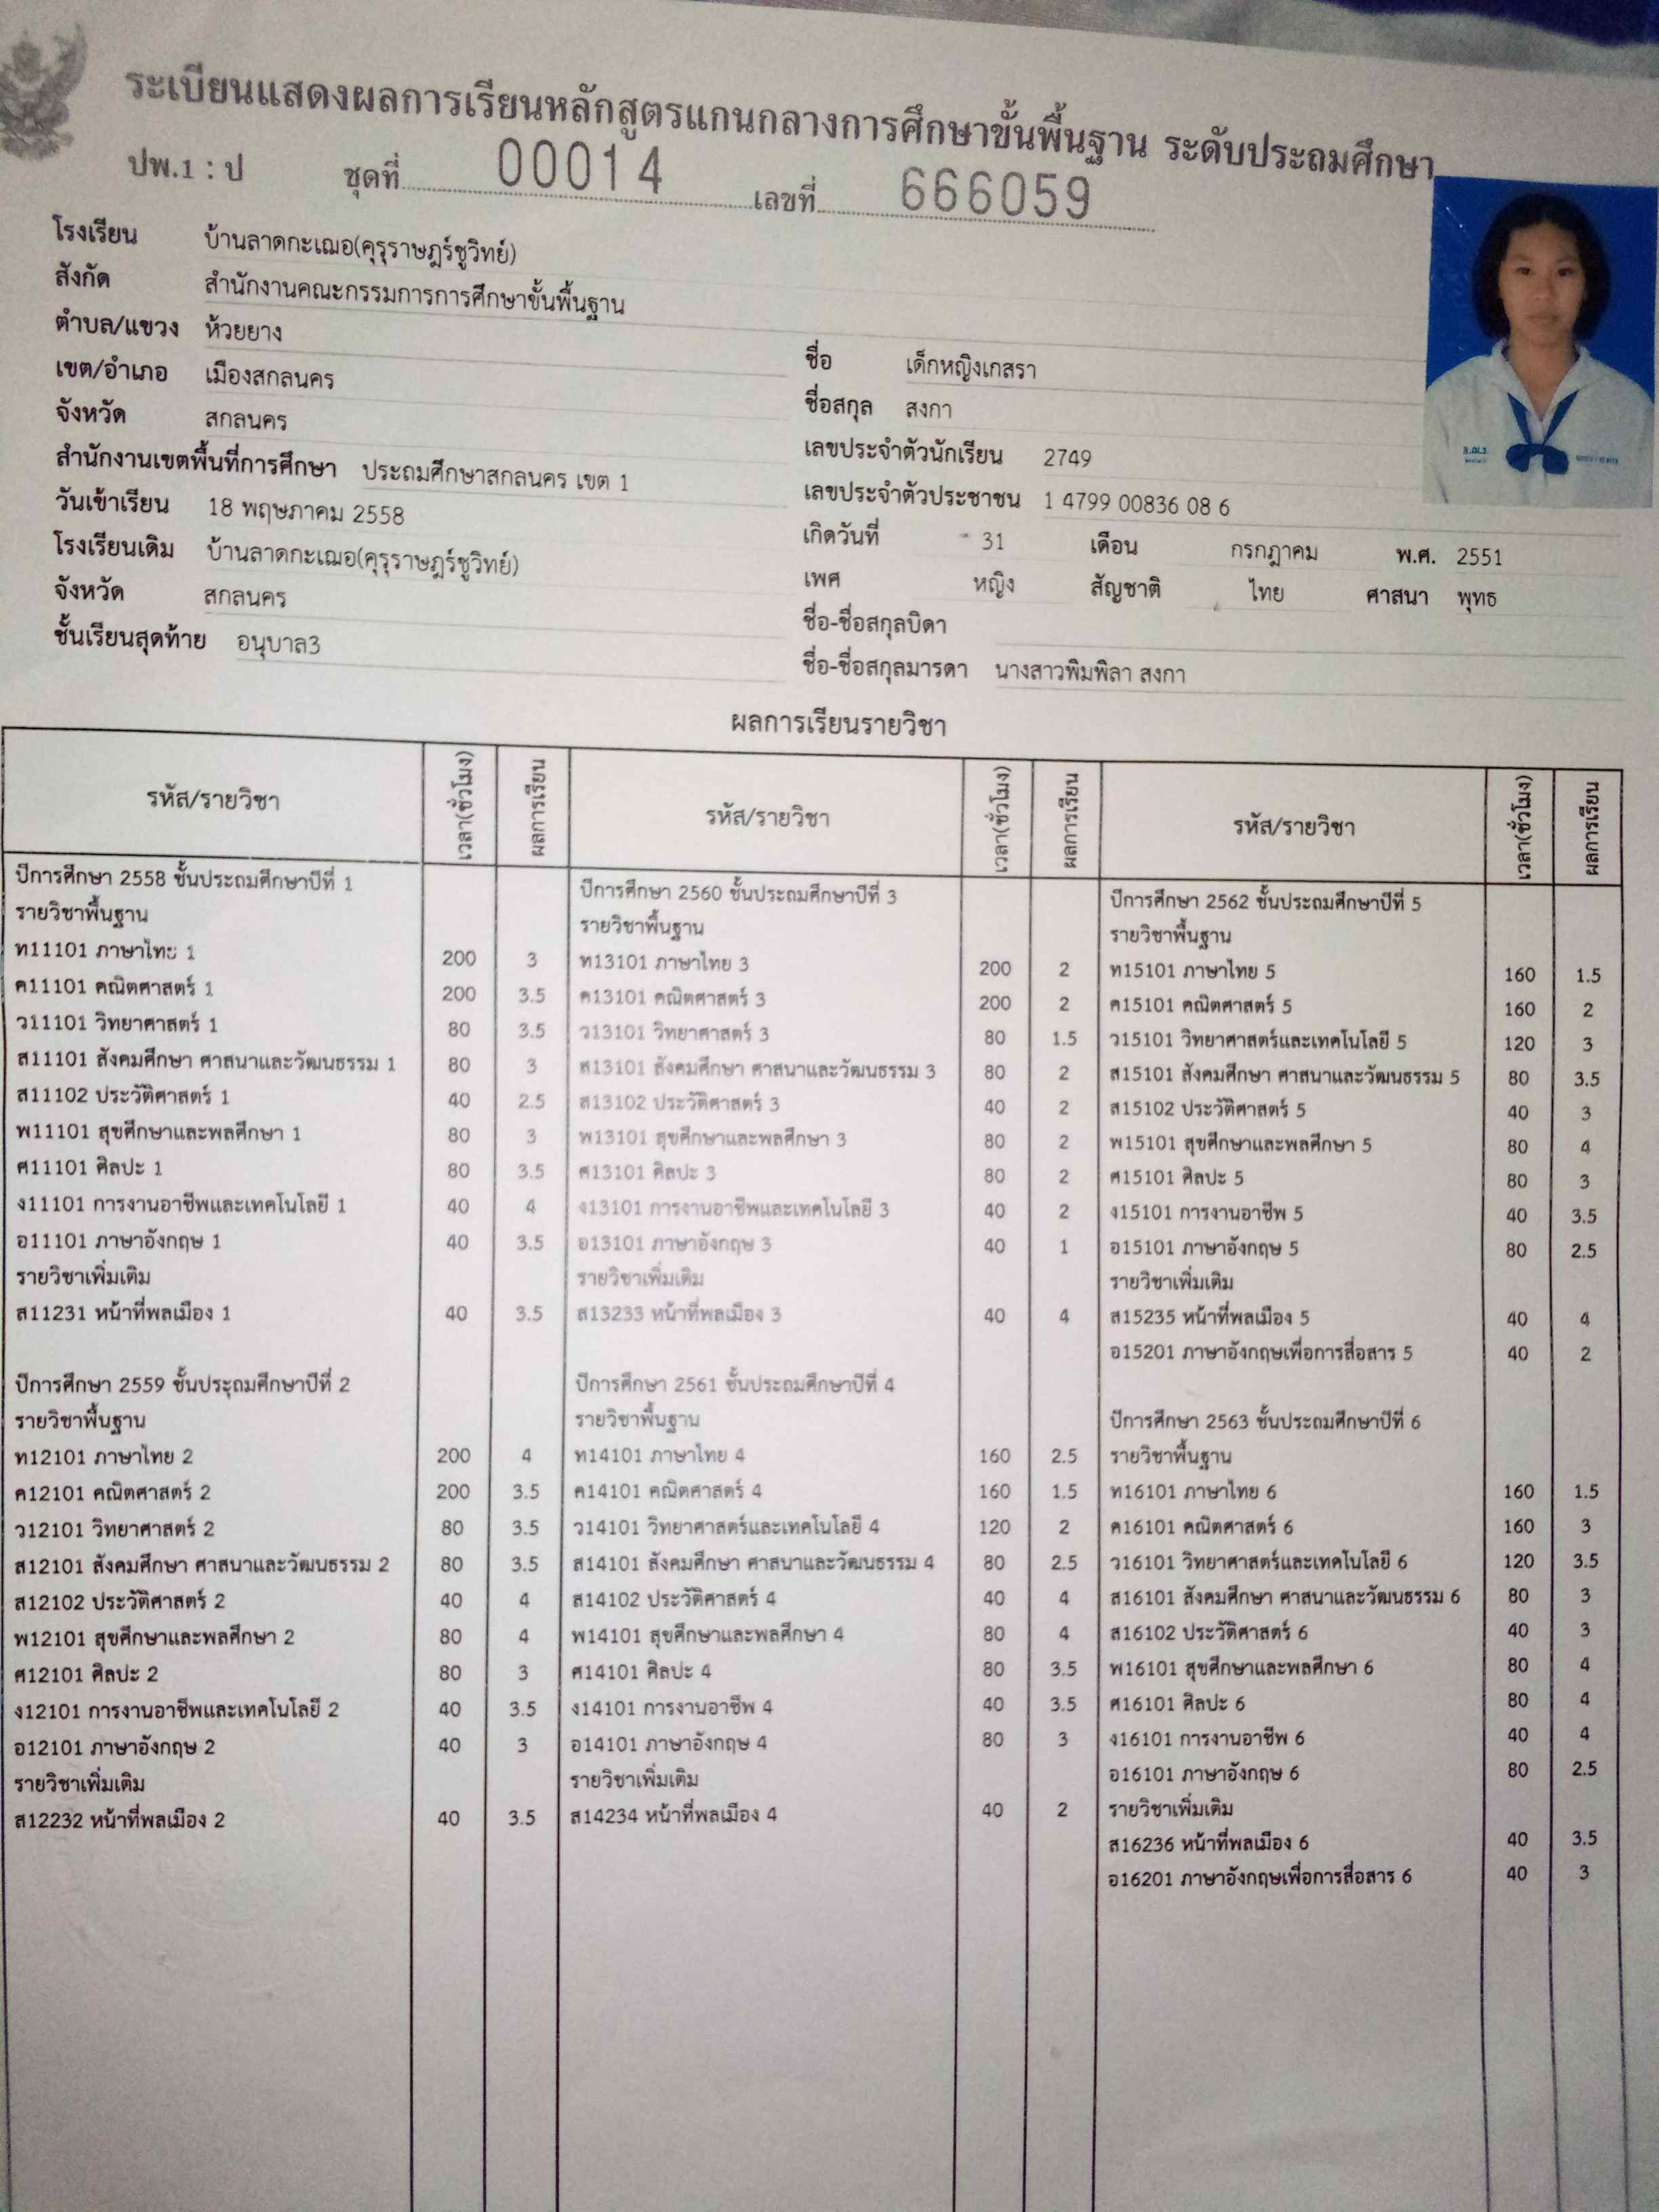 ระเบียนแสดงผลการเรียนหลักสูตรแกนกลางการศึกษาขั้นพื้นฐาน ระดับประถมศึกษา
ปพ.1 : ป ชุดที่ 00014 เลขที่ 666059
โรงเรียน บ้านลาดกะเฌอ(คุรุราษฎร์ชูวิทย์)
สังกัด สำนักงานคณะกรรมการการศึกษาขั้นพื้นฐาน
ตำบล/แขวง ห้วยยาง
เขต/อำเภอ เมืองสกลนคร
จังหวัด สกลนคร
สำนักงานเขตพื้นที่การศึกษา ประถมศึกษาสกลนคร เขต 1
วันเข้าเรียน 18 พฤษภาคม 2558
โรงเรียนเดิม บ้านลาดกะเฌอ(คุรุราษฎร์ชูวิทย์)
จังหวัด สกลนคร
ชั้นเรียนสุดท้าย อนุบาล3
ชื่อ เด็กหญิงเกสรา
ชื่อสกุล สงกา
เลขประจำตัวนักเรียน 2749
เลขประจำตัวประชาชน 1 4799 00836 08 6
เกิดวันที่ 31 เดือน กรกฎาคม พ.ศ. 2551
เพศ หญิง สัญชาติ ไทย ศาสนา พุทธ
ชื่อ-ชื่อสกุลบิดา
ชื่อ-ชื่อสกุลมารดา นางสาวพิมพิลา สงกา
ผลการเรียนรายวิชา
รหัส/รายวิชา เวลา(ชั่วโมง) ผลการเรียน
ปีการศึกษา 2558 ชั้นประถมศึกษาปีที่ 1
รายวิชาพื้นฐาน
ท11101 ภาษาไทย 1 200 3
ค11101 คณิตศาสตร์ 1 200 3.5
ว11101 วิทยาศาสตร์ 1 80 3.5
ส11101 สังคมศึกษา ศาสนาและวัฒนธรรม 1 80 3
ส11102 ประวัติศาสตร์ 1 40 2.5
พ11101 สุขศึกษาและพลศึกษา 1 80 3
ศ11101 ศิลปะ 1 80 3.5
ง11101 การงานอาชีพและเทคโนโลยี 1 40 4
อ11101 ภาษาอังกฤษ 1 40 3.5
รายวิชาเพิ่มเติม
ส11231 หน้าที่พลเมือง 1 40 3.5
ปีการศึกษา 2559 ชั้นประถมศึกษาปีที่ 2
รายวิชาพื้นฐาน
ท12101 ภาษาไทย 2 200 4
ค12101 คณิตศาสตร์ 2 200 3.5
ว12101 วิทยาศาสตร์ 2 80 3.5
ส12101 สังคมศึกษา ศาสนาและวัฒนธรรม 2 80 3.5
ส12102 ประวัติศาสตร์ 2 40 4
พ12101 สุขศึกษาและพลศึกษา 2 80 4
ศ12101 ศิลปะ 2 80 3
ง12101 การงานอาชีพและเทคโนโลยี 2 40 3.5
อ12101 ภาษาอังกฤษ 2 40 3
รายวิชาเพิ่มเติม
ส12232 หน้าที่พลเมือง 2 40 3.5
รหัส/รายวิชา เวลา(ชั่วโมง) ผลการเรียน
ปีการศึกษา 2560 ชั้นประถมศึกษาปีที่ 3
รายวิชาพื้นฐาน
ท13101 ภาษาไทย 3 200 2
ค13101 คณิตศาสตร์ 3 200 2
ว13101 วิทยาศาสตร์ 3 80 1.5
ส13101 สังคมศึกษา ศาสนาและวัฒนธรรม 3 80 2
ส13102 ประวัติศาสตร์ 3 40 2
พ13101 สุขศึกษาและพลศึกษา 3 80 2
ศ13101 ศิลปะ 3 80 2
ง13101 การงานอาชีพและเทคโนโลยี 3 40 2
อ13101 ภาษาอังกฤษ 3 40 1
รายวิชาเพิ่มเติม
ส13233 หน้าที่พลเมือง 3 40 4
ปีการศึกษา 2561 ชั้นประถมศึกษาปีที่ 4
รายวิชาพื้นฐาน
ท14101 ภาษาไทย 4 160 2.5
ค14101 คณิตศาสตร์ 4 160 1.5
ว14101 วิทยาศาสตร์และเทคโนโลยี 4 120 2
ส14101 สังคมศึกษา ศาสนาและวัฒนธรรม 4 80 2.5
ส14102 ประวัติศาสตร์ 4 40 4
พ14101 สุขศึกษาและพลศึกษา 4 80 4
ศ14101 ศิลปะ 4 80 3.5
ง14101 การงานอาชีพ 4 40 3.5
อ14101 ภาษาอังกฤษ 4 80 3
รายวิชาเพิ่มเติม
ส14234 หน้าที่พลเมือง 4 40 2
รหัส/รายวิชา เวลา(ชั่วโมง) ผลการเรียน
ปีการศึกษา 2562 ชั้นประถมศึกษาปีที่ 5
รายวิชาพื้นฐาน
ท15101 ภาษาไทย 5 160 1.5
ค15101 คณิตศาสตร์ 5 160 2
ว15101 วิทยาศาสตร์และเทคโนโลยี 5 120 3
ส15101 สังคมศึกษา ศาสนาและวัฒนธรรม 5 80 3.5
ส15102 ประวัติศาสตร์ 5 40 3
พ15101 สุขศึกษาและพลศึกษา 5 80 4
ศ15101 ศิลปะ 5 80 3
ง15101 การงานอาชีพ 5 40 3.5
อ15101 ภาษาอังกฤษ 5 80 2.5
รายวิชาเพิ่มเติม
ส15235 หน้าที่พลเมือง 5 40 4
อ15201 ภาษาอังกฤษเพื่อการสื่อสาร 5 40 2
ปีการศึกษา 2563 ชั้นประถมศึกษาปีที่ 6
รายวิชาพื้นฐาน
ท16101 ภาษาไทย 6 160 1.5
ค16101 คณิตศาสตร์ 6 160 3
ว16101 วิทยาศาสตร์และเทคโนโลยี 6 120 3.5
ส16101 สังคมศึกษา ศาสนาและวัฒนธรรม 6 80 3
ส16102 ประวัติศาสตร์ 6 40 3
พ16101 สุขศึกษาและพลศึกษา 6 80 4
ศ16101 ศิลปะ 6 80 4
ง16101 การงานอาชีพ 6 40 4
อ16101 ภาษาอังกฤษ 6 80 2.5
รายวิชาเพิ่มเติม
ส16236 หน้าที่พลเมือง 6 40 3.5
อ16201 ภาษาอังกฤษเพื่อการสื่อสาร 6 40 3